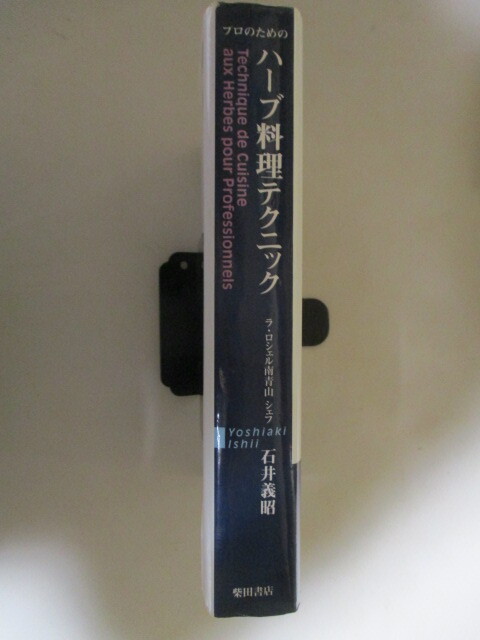 プロのための
ハーブ料理テクニック
Technique de Cuisine
aux Herbes pour Professionnels
ラ・ロシェル南青山 シェフ
Yoshiaki
Ishii
石井義昭
柴田書店